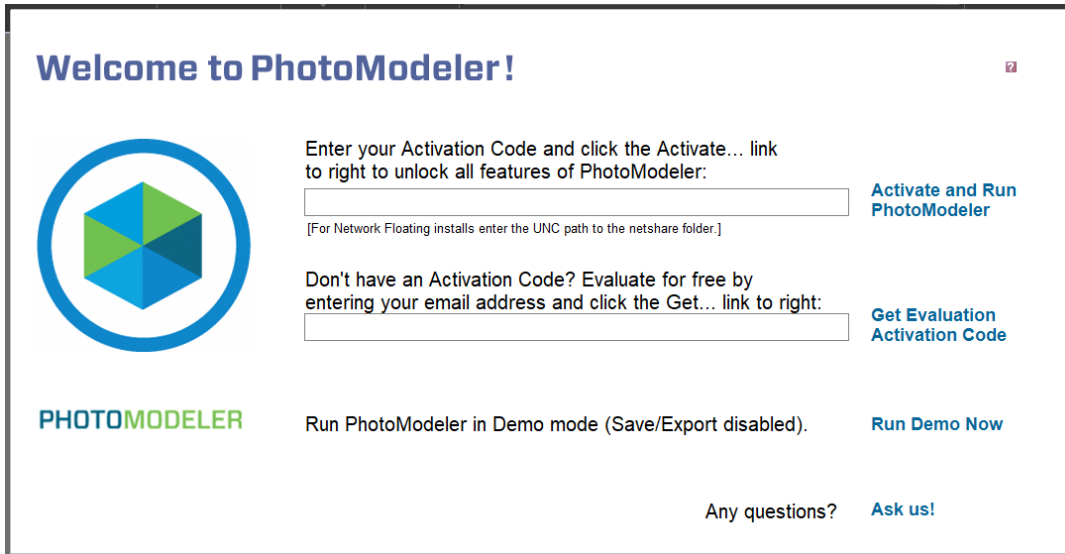 Welcome to PhotoModeler!
?
Enter your Activation Code and click the Activate... link
to right to unlock all features of PhotoModeler:
Activate and Run
PhotoModeler
[For Network Floating installs enter the UNC path to the netshare folder.]
Don't have an Activation Code? Evaluate for free by
entering your email address and click the Get... link to right:
Get Evaluation
Activation Code
PHOTOMODELER
Run PhotoModeler in Demo mode (Save/Export disabled).
Run Demo Now
Any questions?
Ask us!